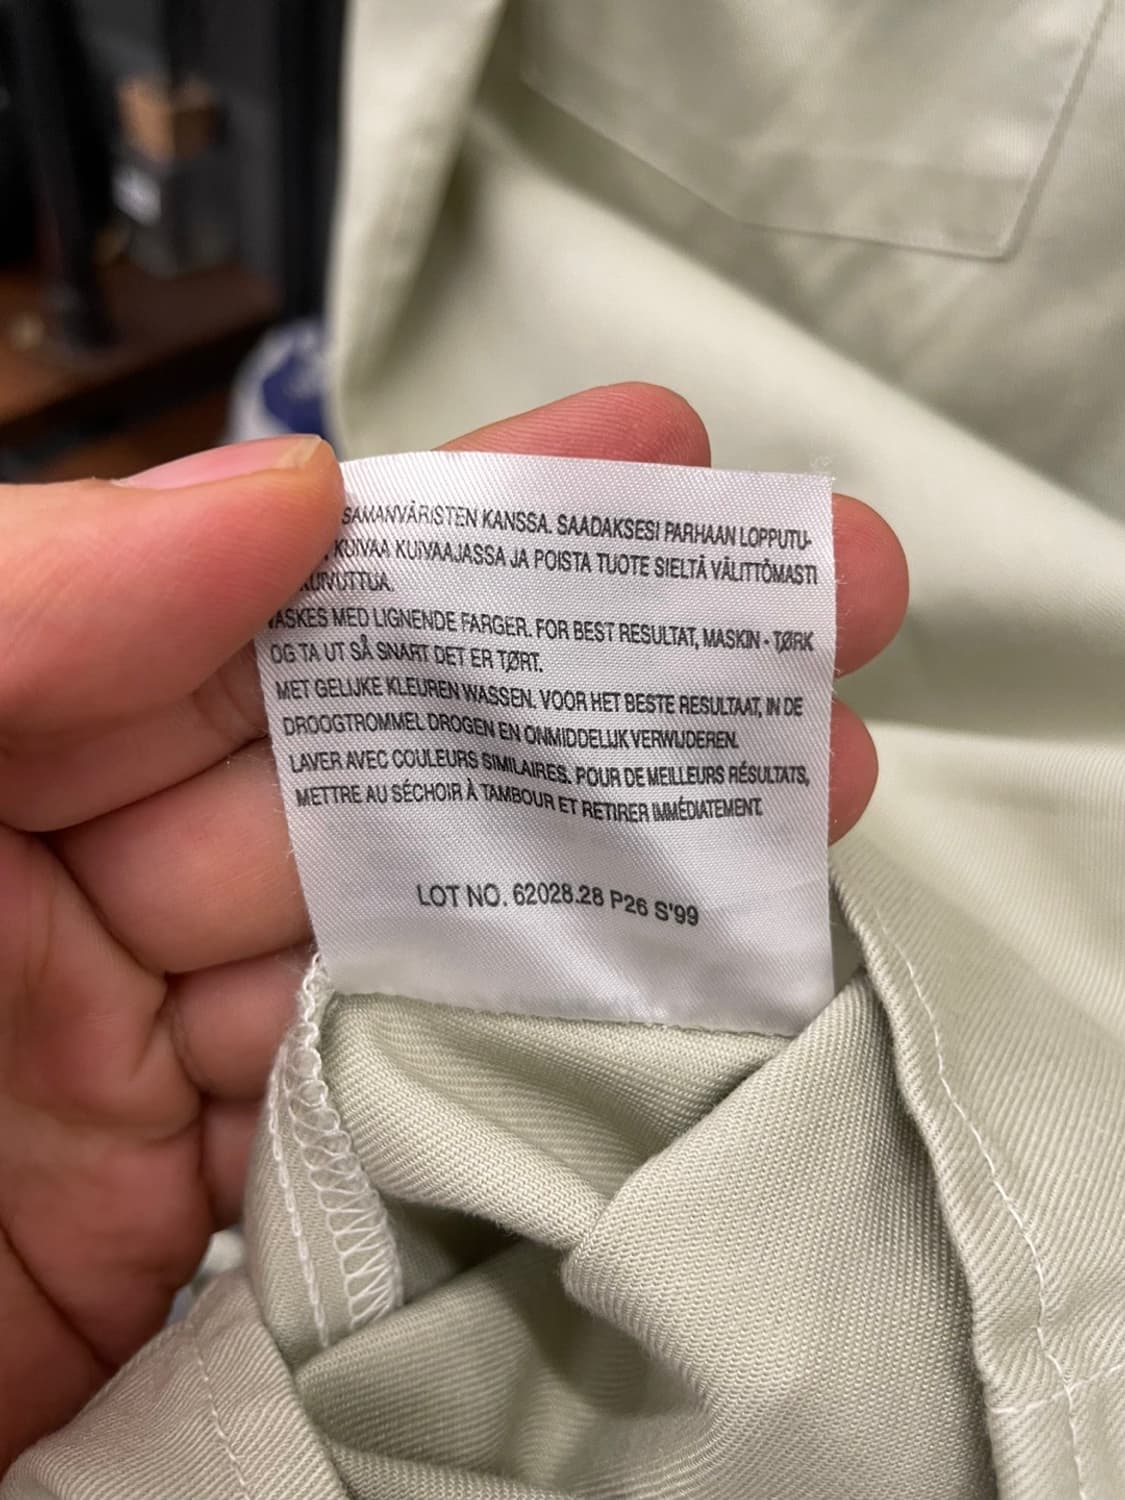 SAMANVÄRISTEN KANSSA. SAADAKSESI PARHAAN LOPPUTU-
KUIVAA KUIVAAJASSA JA POISTA TUOTE SIELTÄ VÄLITTÖMASTI
KUIVUTTUA.
VASKES MED LIGNENDE FARGER. FOR BEST RESULTAT, MASKIN - TØRK
OG TA UT SÅ SNART DET ER TØRT.
MET GELIJKE KLEUREN WASSEN. VOOR HET BESTE RESULTAAT, IN DE
DROOGTROMMEL DROGEN EN ONMIDDELIJK VERWIJDEREN.
LAVER AVEC COULEURS SIMILAIRES. POUR DE MEILLEURS RÉSULTATS,
METTRE AU SÉCHOIR À TAMBOUR ET RETIRER IMMÉDIATEMENT.
LOT NO. 62028.28 P26 S'99